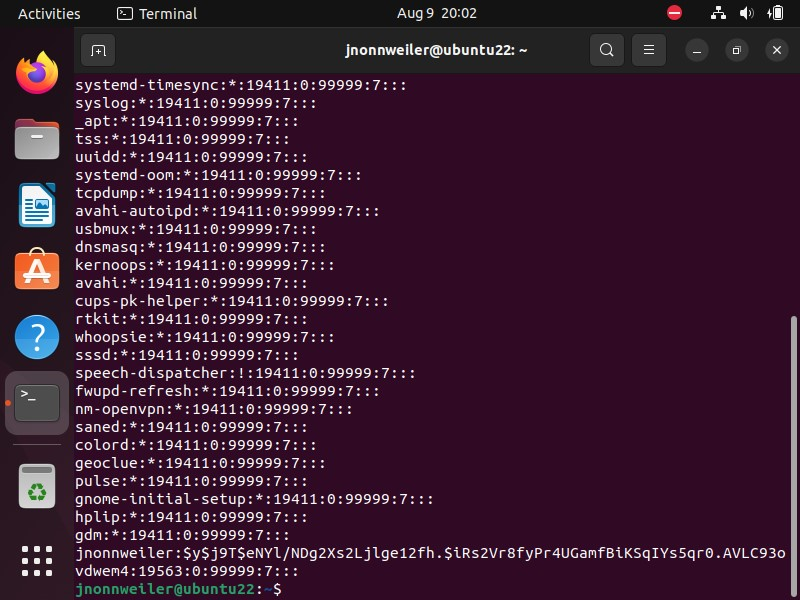 Activities
Terminal
Aug 9 20:02
jnonnweiler@ubuntu22: ~
systemd-timesync:*:19411:0:99999:7:::
syslog:*:19411:0:99999:7:::
_apt:*:19411:0:99999:7:::
tss:*:19411:0:99999:7:::
uuidd:*:19411:0:99999:7:::
systemd-oom:*:19411:0:99999:7:::
tcpdump:*:19411:0:99999:7:::
avahi-autoipd:*:19411:0:99999:7:::
usbmux:*:19411:0:99999:7:::
dnsmasq:*:19411:0:99999:7:::
kernoops:*:19411:0:99999:7:::
avahi:*:19411:0:99999:7:::
cups-pk-helper:*:19411:0:99999:7:::
rtkit:*:19411:0:99999:7:::
whoopsie:*:19411:0:99999:7:::
sssd:*:19411:0:99999:7:::
speech-dispatcher:!:19411:0:99999:7:::
fwupd-refresh:*:19411:0:99999:7:::
nm-openvpn:*:19411:0:99999:7:::
saned:*:19411:0:99999:7:::
colord:*:19411:0:99999:7:::
geoclue:*:19411:0:99999:7:::
pulse:*:19411:0:99999:7:::
gnome-initial-setup:*:19411:0:99999:7:::
hplip:*:19411:0:99999:7:::
gdm:*:19411:0:99999:7:::
jnonnweiler:$y$j9T$eNYl/NDg2Xs2Ljlge12fh.$iRs2Vr8fyPr4UGamfBiKSqIYs5qr0.AVLC93o
vdwem4:19563:0:99999:7:::
jnonnweiler@ubuntu22:~$